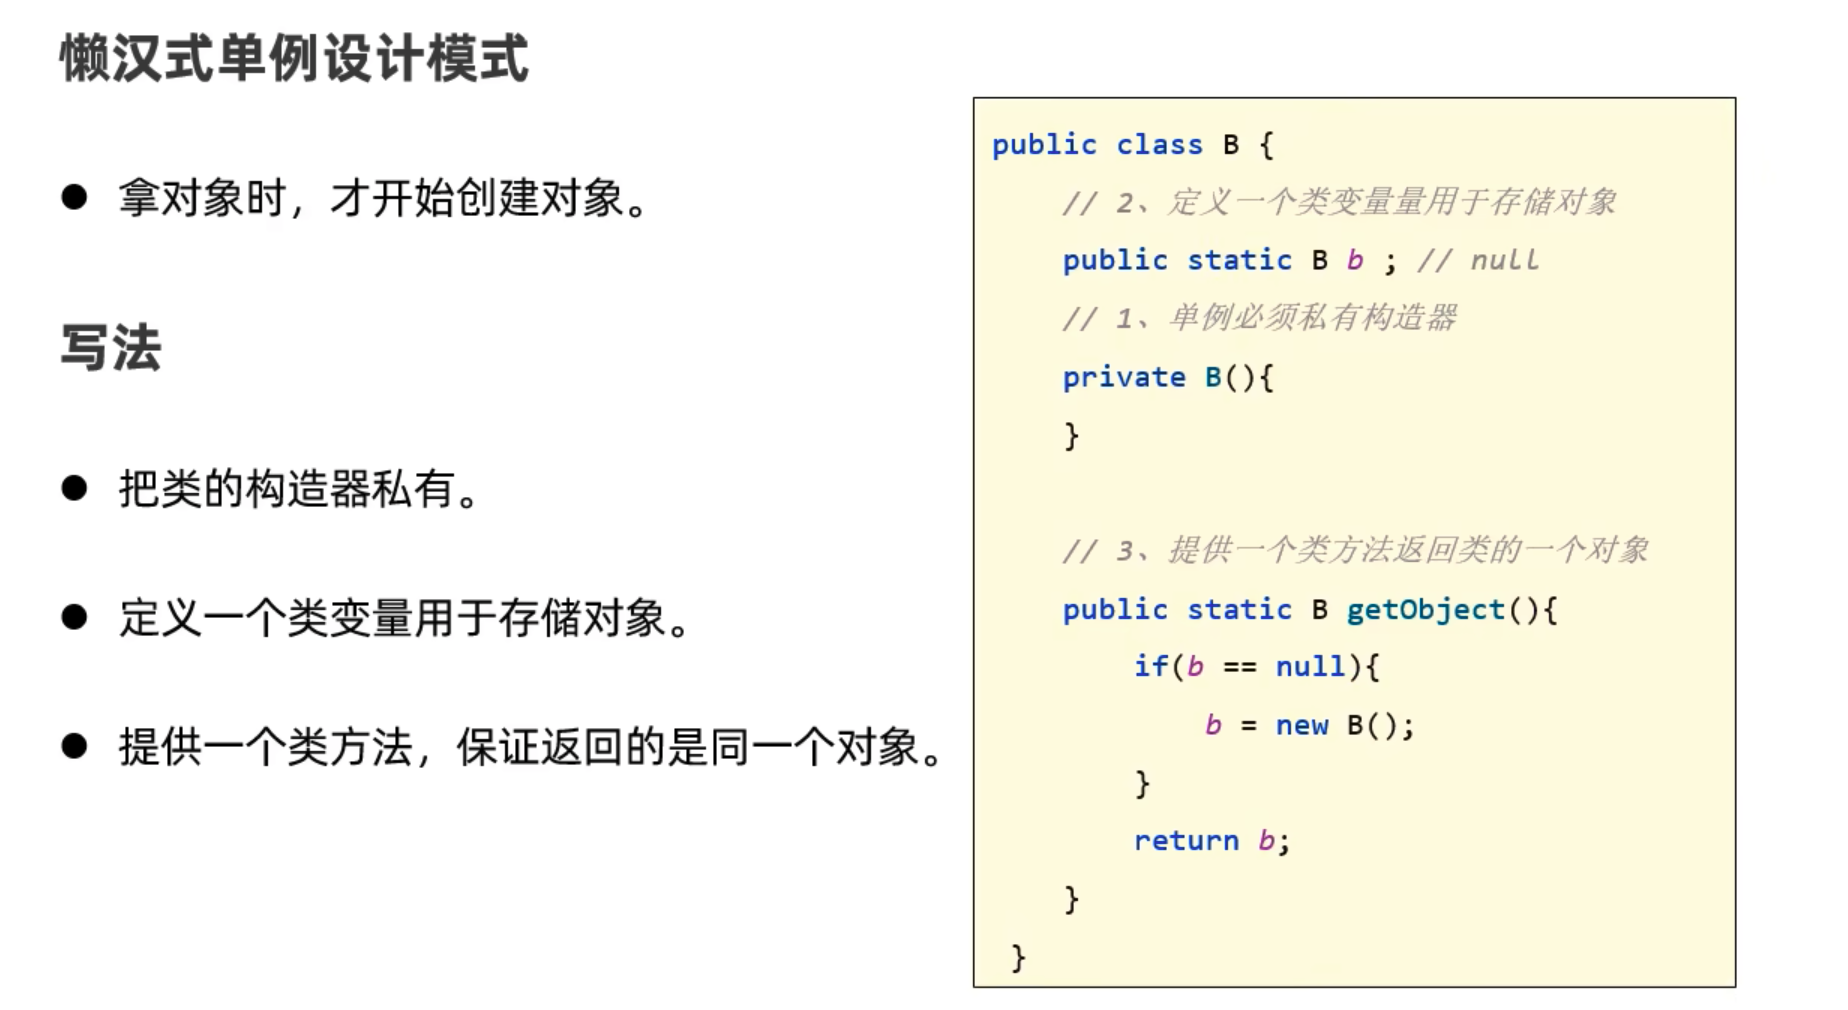 懒汉式单例设计模式
● 拿对象时，才开始创建对象。
写法
● 把类的构造器私有。
● 定义一个类变量用于存储对象。
● 提供一个类方法，保证返回的是同一个对象。
public class B {
// 2、定义一个类变量量用于存储对象
public static B b ; // null
// 1、单例必须私有构造器
private B(){
}
// 3、提供一个类方法返回类的一个对象
public static B getObject(){
if(b == null){
b = new B();
}
return b;
}
}